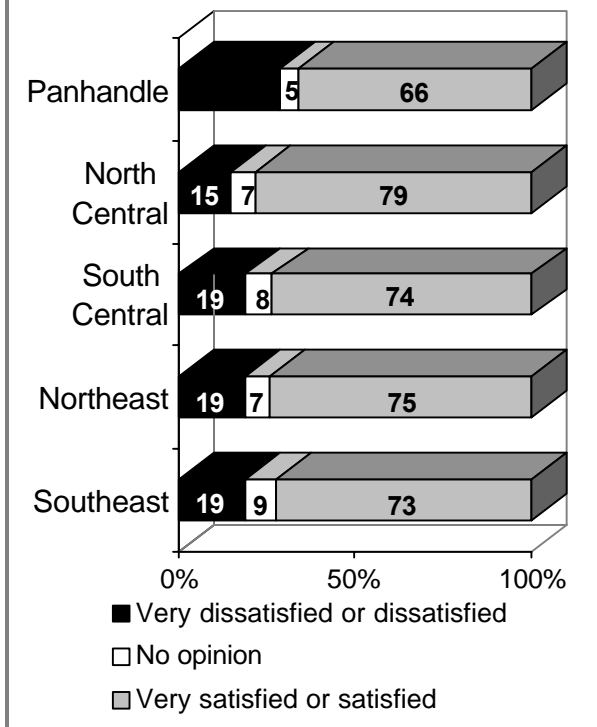 Panhandle
5 66
North
Central
15 7 79
South
Central
19 8 74
Northeast
19 7 75
Southeast
19 9 73
0% 50% 100%
Very dissatisfied or dissatisfied
No opinion
Very satisfied or satisfied